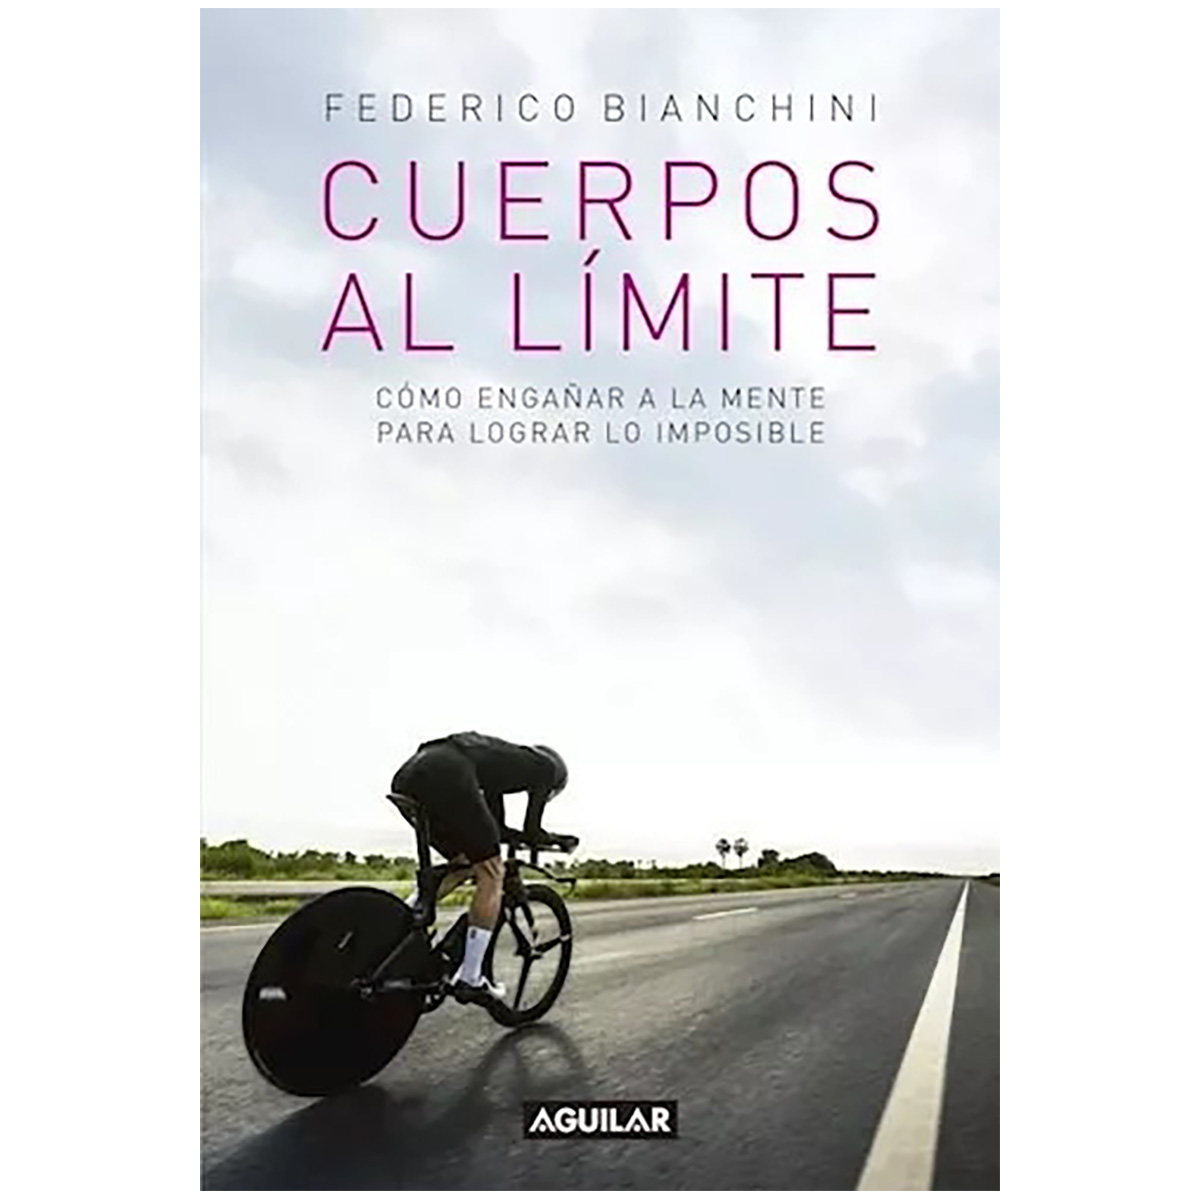 FEDERICO BIANCHINI
CUERPOS
AL LÍMITE
CÓMO ENGAÑAR A LA MENTE
PARA LOGRAR LO IMPOSIBLE
AGUILAR